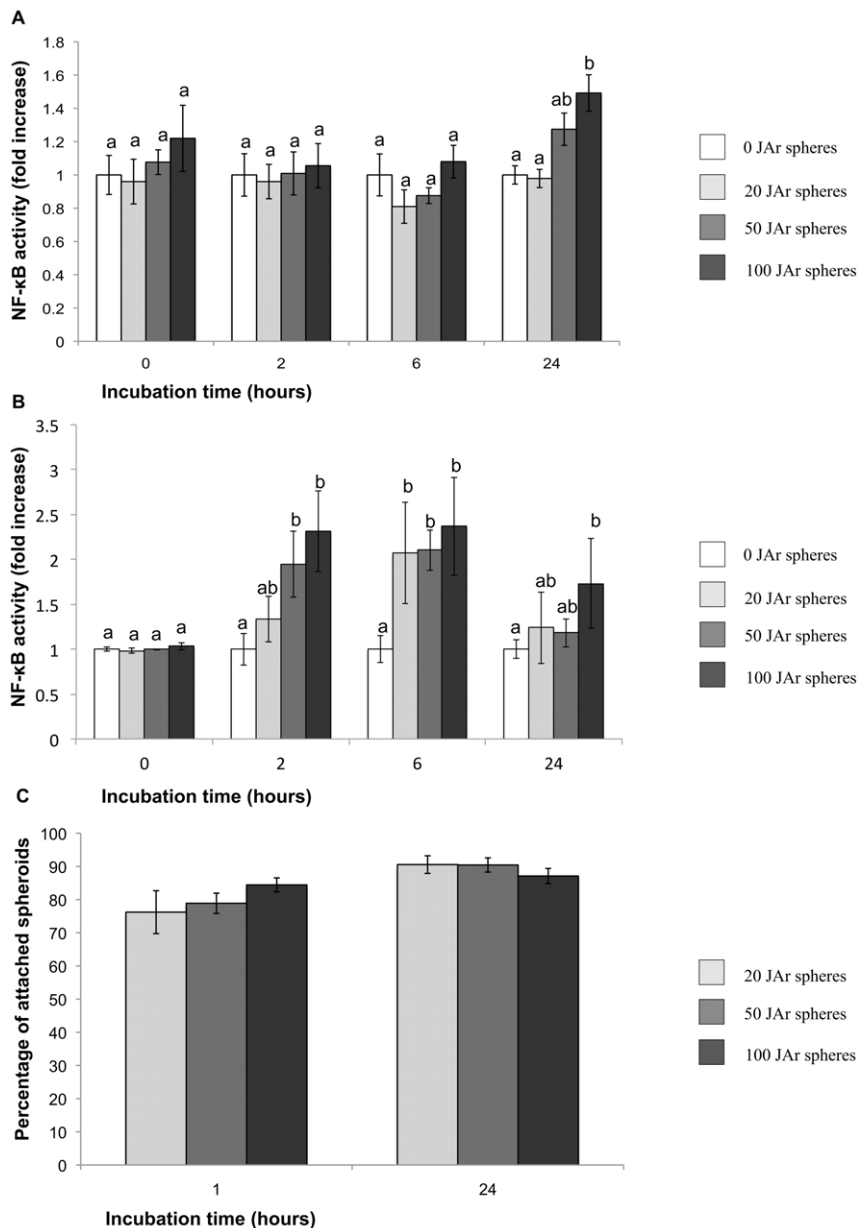 A
NF-κB activity (fold increase)
1.8
1.6
1.4
1.2
1
0.8
0.6
0.4
0.2
0
a a a a
a a a a
a a a a
a a ab b
0 2 6 24
Incubation time (hours)
0 JAr spheres
20 JAr spheres
50 JAr spheres
100 JAr spheres
B
NF-κB activity (fold increase)
3.5
3
2.5
2
1.5
1
0.5
0
a a a a
a ab b b
a b b b
a ab ab b
0 2 6 24
Incubation time (hours)
0 JAr spheres
20 JAr spheres
50 JAr spheres
100 JAr spheres
C
Percentage of attached spheroids
100
90
80
70
60
50
40
30
20
10
0
1 24
Incubation time (hours)
20 JAr spheres
50 JAr spheres
100 JAr spheres